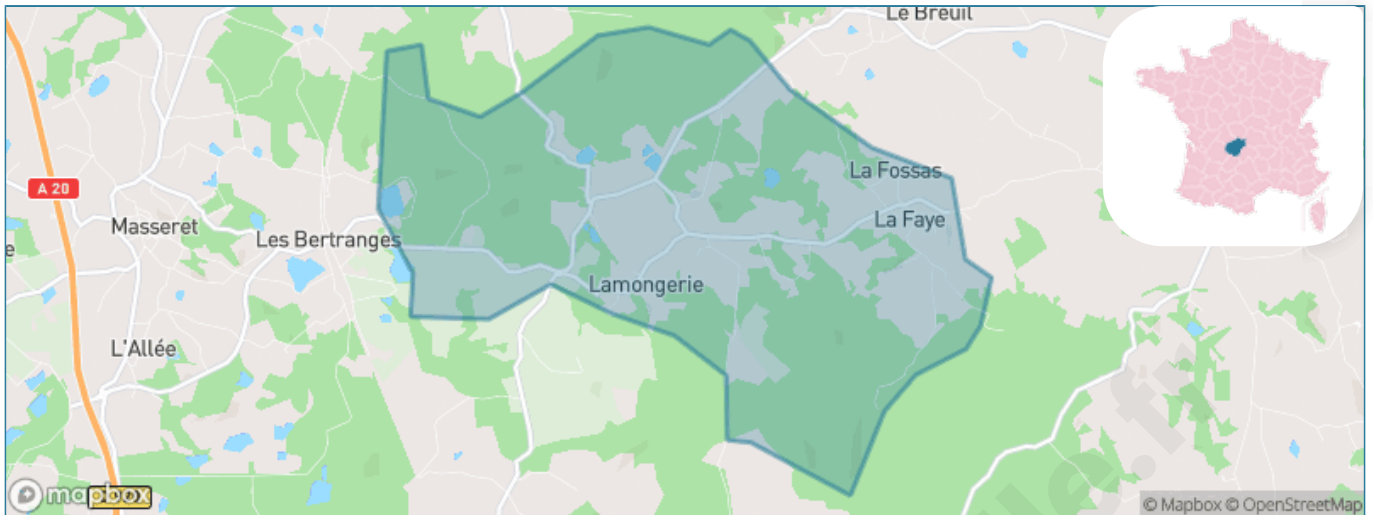 Le Breuil
La Fossas
A 20
La Faye
Masseret
Les Bertranges
Lamongerie
L'Allée
mapbox
© Mapbox © OpenStreetMap